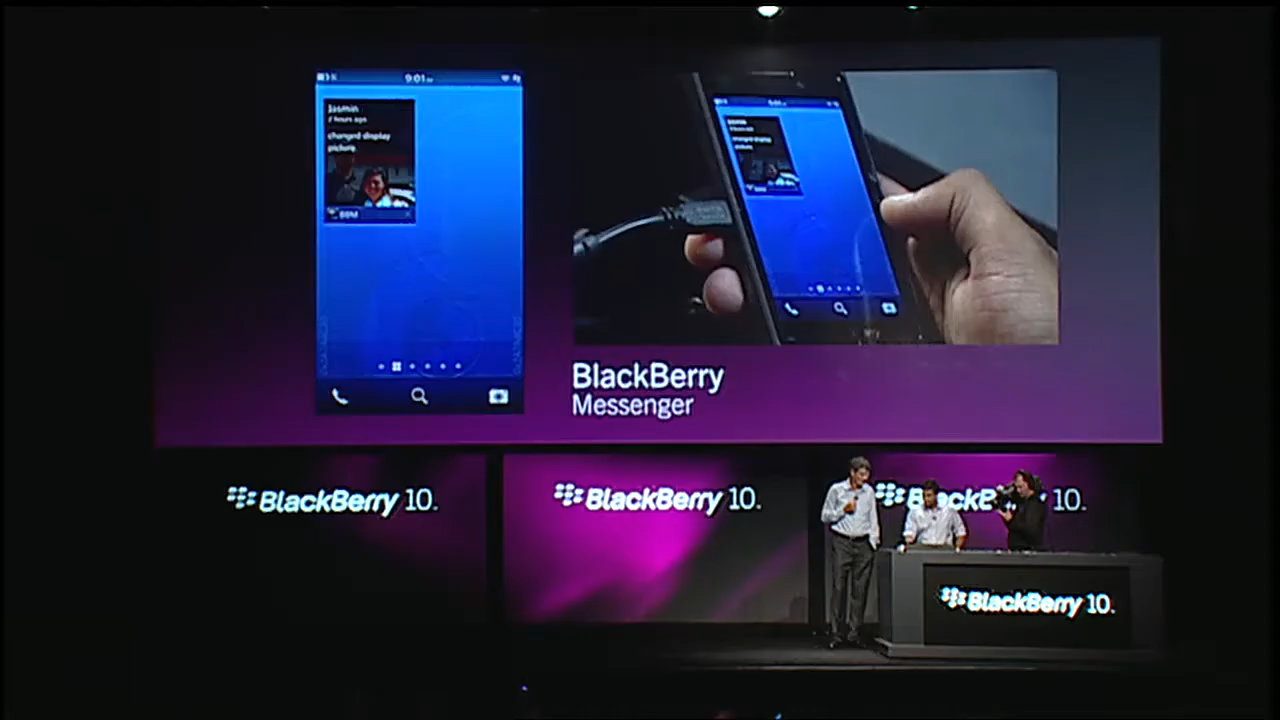 9:01
Jasmin
2 hours ago
changed display
picture.
BBM
BlackBerry
Messenger
BlackBerry 10.
BlackBerry 10.
BlackB 10.
BlackBerry 10.